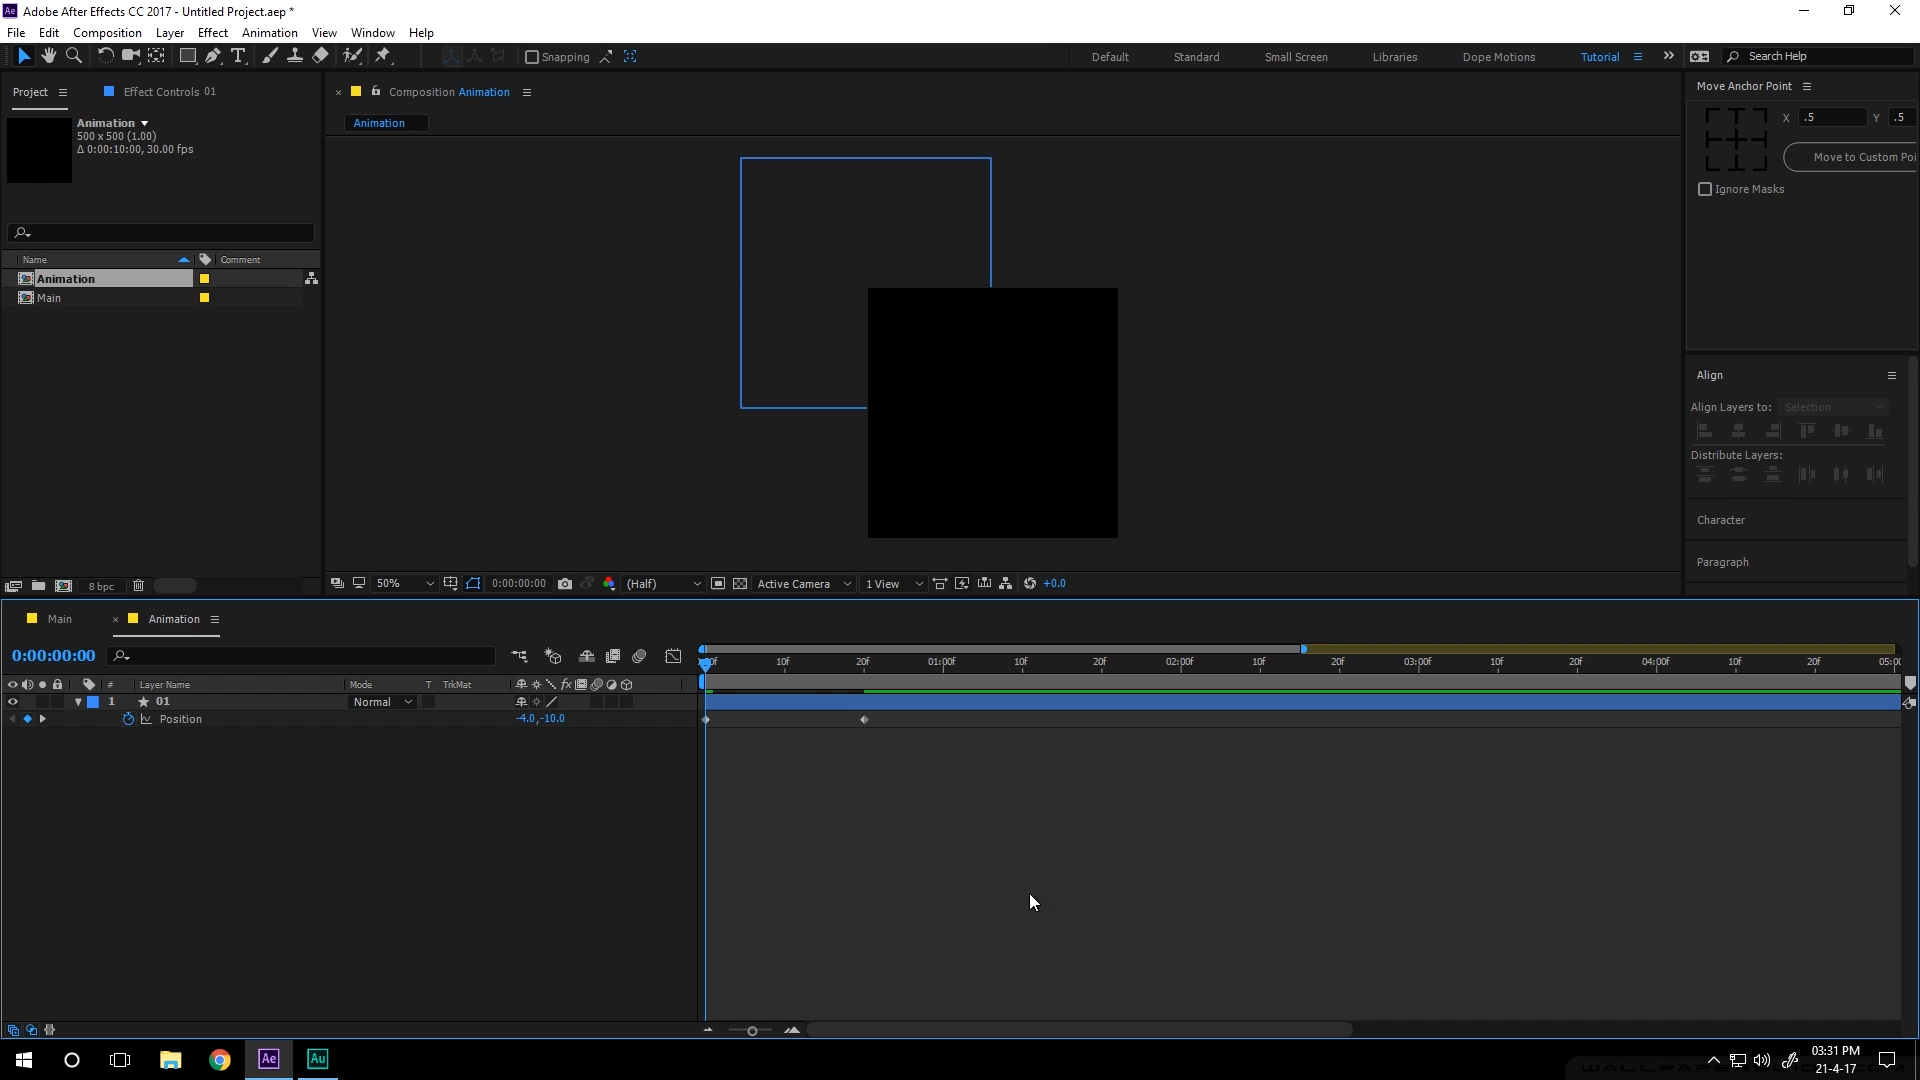 Ae Adobe After Effects CC 2017 - Untitled Project.aep *
File Edit Composition Layer Effect Animation View Window Help
Snapping Default Standard Small Screen Libraries Dope Motions Tutorial Search Help
Project Effect Controls 01
Composition Animation
Move Anchor Point
Animation
500 x 500 (1.00)
Δ 0:00:10:00, 30.00 fps
Animation
X .5 Y .5
Move to Custom Poi
Ignore Masks
Name Comment
Animation
Main
Align
Align Layers to: Selection
Distribute Layers:
Character
Paragraph
8 bpc
50% 0:00:00:00 (Half) Active Camera 1 View +0.0
Main Animation
0:00:00:00
10f 20f 01:00f 10f 20f 02:00f 10f 20f 03:00f 10f 20f 04:00f 10f 20f 05:00
# Layer Name Mode T TrkMat
1 01 Normal
Position -4.0,-10.0
Ae Au
03:31 PM
21-4-17